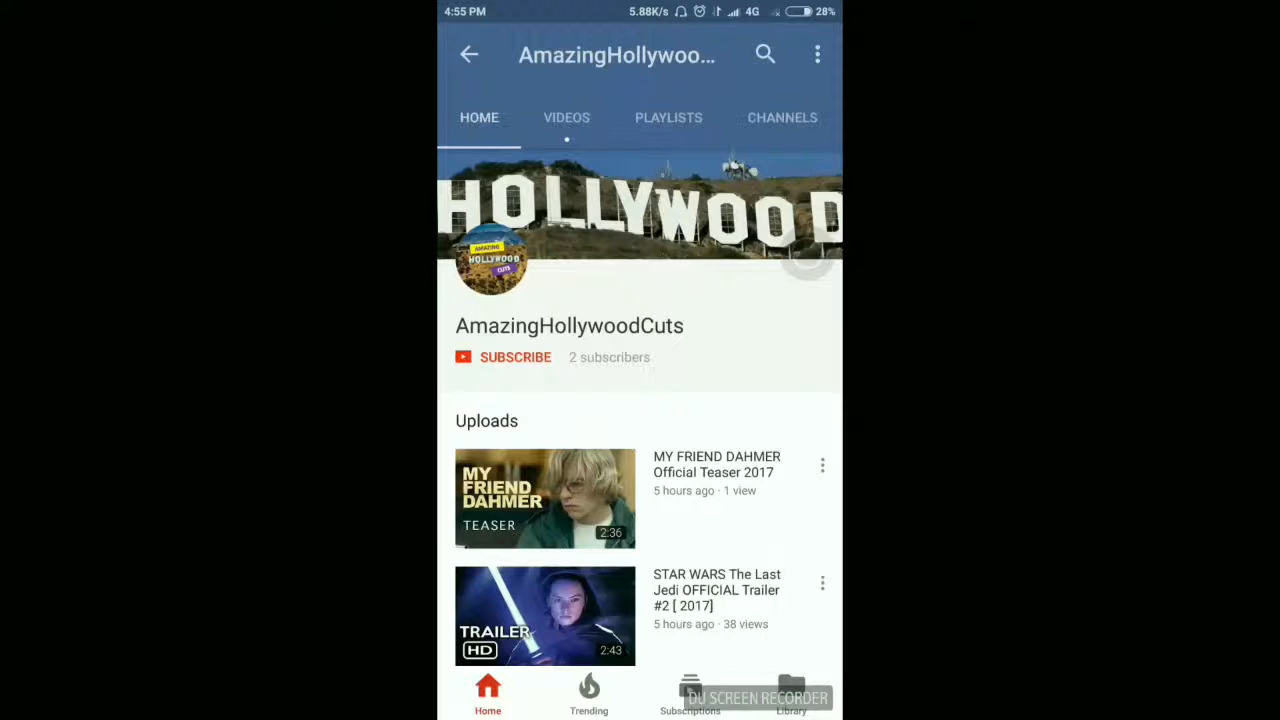 4:55 PM
5.88K/s
4G
28%
AmazingHollywoo...
HOME
VIDEOS
PLAYLISTS
CHANNELS
HOLLYWOOD
AMAZING
HOLLYWOOD
CUTS
AmazingHollywoodCuts
SUBSCRIBE
2 subscribers
Uploads
MY
FRIEND
DAHMER
TEASER
2:36
MY FRIEND DAHMER
Official Teaser 2017
5 hours ago · 1 view
TRAILER
HD
2:43
STAR WARS The Last
Jedi OFFICIAL Trailer
#2 [ 2017]
5 hours ago · 38 views
Home
Trending
Subscriptions
Library
DU SCREEN RECORDER